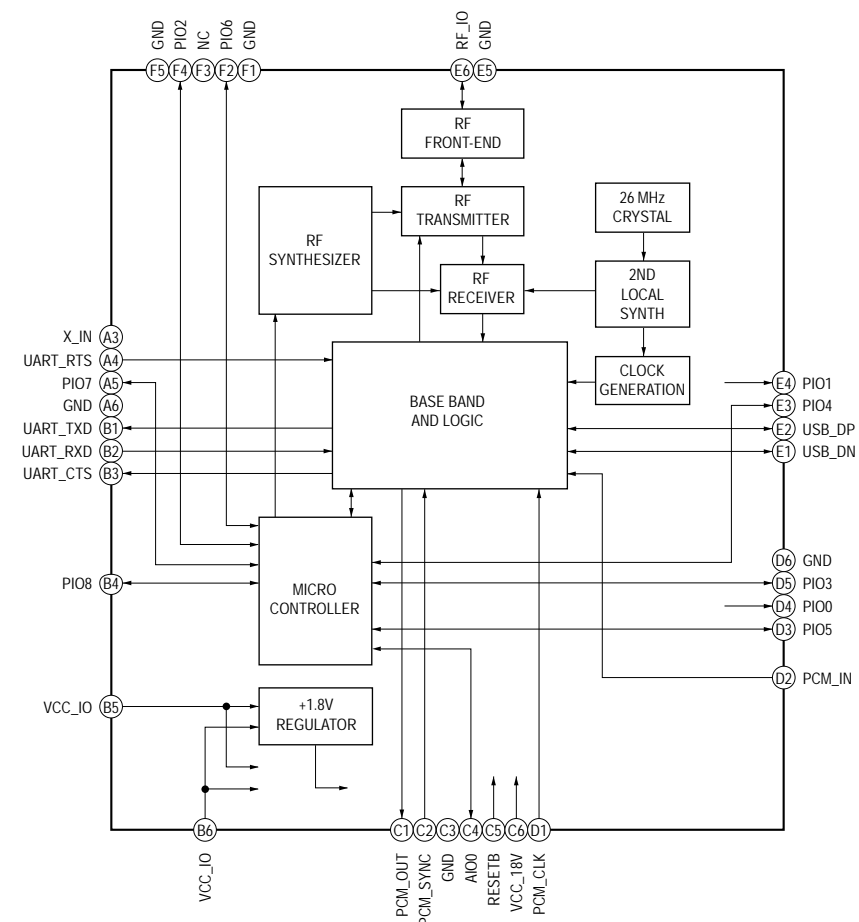 GND
PIO2
NC
PIO6
GND
RF_IO
GND
F5
F4
F3
F2
F1
E6
E5
RF
FRONT-END
RF
TRANSMITTER
26 MHz
CRYSTAL
RF
SYNTHESIZER
RF
RECEIVER
2ND
LOCAL
SYNTH
CLOCK
GENERATION
BASE BAND
AND LOGIC
X_IN A3
UART_RTS A4
PIO7 A5
GND A6
UART_TXD B1
UART_RXD B2
UART_CTS B3
E4 PIO1
E3 PIO4
E2 USB_DP
E1 USB_DN
MICRO
CONTROLLER
PIO8 B4
D6 GND
D5 PIO3
D4 PIO0
D3 PIO5
D2 PCM_IN
VCC_IO B5
+1.8V
REGULATOR
B6
C1
C2
C3
C4
C5
C6
D1
VCC_IO
PCM_OUT
PCM_SYNC
GND
AIO0
RESETB
VCC_18V
PCM_CLK